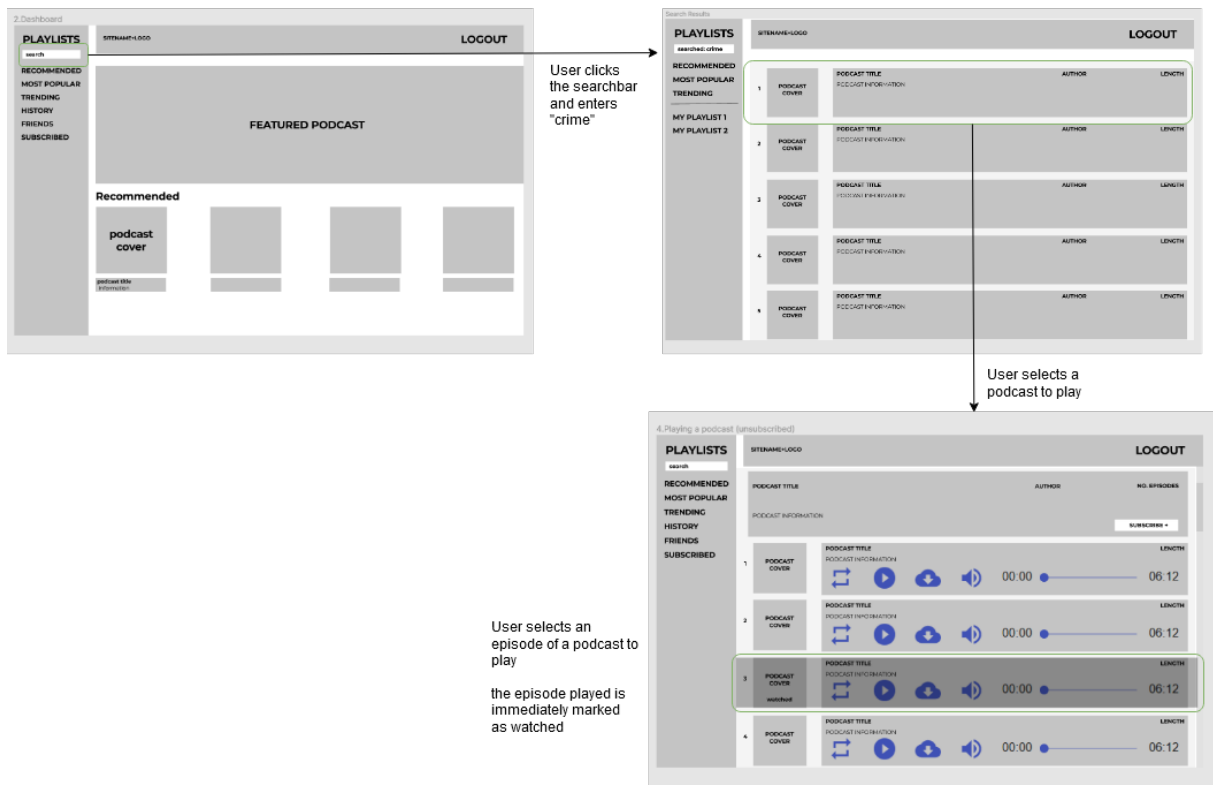 2.Dashboard
PLAYLISTS
search
RECOMMENDED
MOST POPULAR
TRENDING
HISTORY
FRIENDS
SUBSCRIBED
SITENAME+LOGO
LOGOUT
FEATURED PODCAST
Recommended
podcast
cover
podcast title
information
User clicks
the searchbar
and enters
"crime"
Search Results
PLAYLISTS
searched: crime
RECOMMENDED
MOST POPULAR
TRENDING
MY PLAYLIST 1
MY PLAYLIST 2
SITENAME+LOGO
LOGOUT
1
PODCAST
COVER
PODCAST TITLE
AUTHOR
LENGTH
PODCAST INFORMATION
2
PODCAST
COVER
PODCAST TITLE
AUTHOR
LENGTH
PODCAST INFORMATION
3
PODCAST
COVER
PODCAST TITLE
AUTHOR
LENGTH
PODCAST INFORMATION
4
PODCAST
COVER
PODCAST TITLE
AUTHOR
LENGTH
PODCAST INFORMATION
5
PODCAST
COVER
PODCAST TITLE
AUTHOR
LENGTH
PODCAST INFORMATION
User selects a
podcast to play
4.Playing a podcast (unsubscribed)
PLAYLISTS
search
RECOMMENDED
MOST POPULAR
TRENDING
HISTORY
FRIENDS
SUBSCRIBED
SITENAME+LOGO
LOGOUT
PODCAST TITLE
AUTHOR
NO. EPISODES
PODCAST INFORMATION
SUBSCRIBE +
1
PODCAST
COVER
PODCAST TITLE
LENGTH
PODCAST INFORMATION
00:00
06:12
2
PODCAST
COVER
PODCAST TITLE
LENGTH
PODCAST INFORMATION
00:00
06:12
3
PODCAST
COVER
watched
PODCAST TITLE
LENGTH
PODCAST INFORMATION
00:00
06:12
4
PODCAST
COVER
PODCAST TITLE
LENGTH
PODCAST INFORMATION
00:00
06:12
User selects an
episode of a podcast to
play
the episode played is
immediately marked
as watched